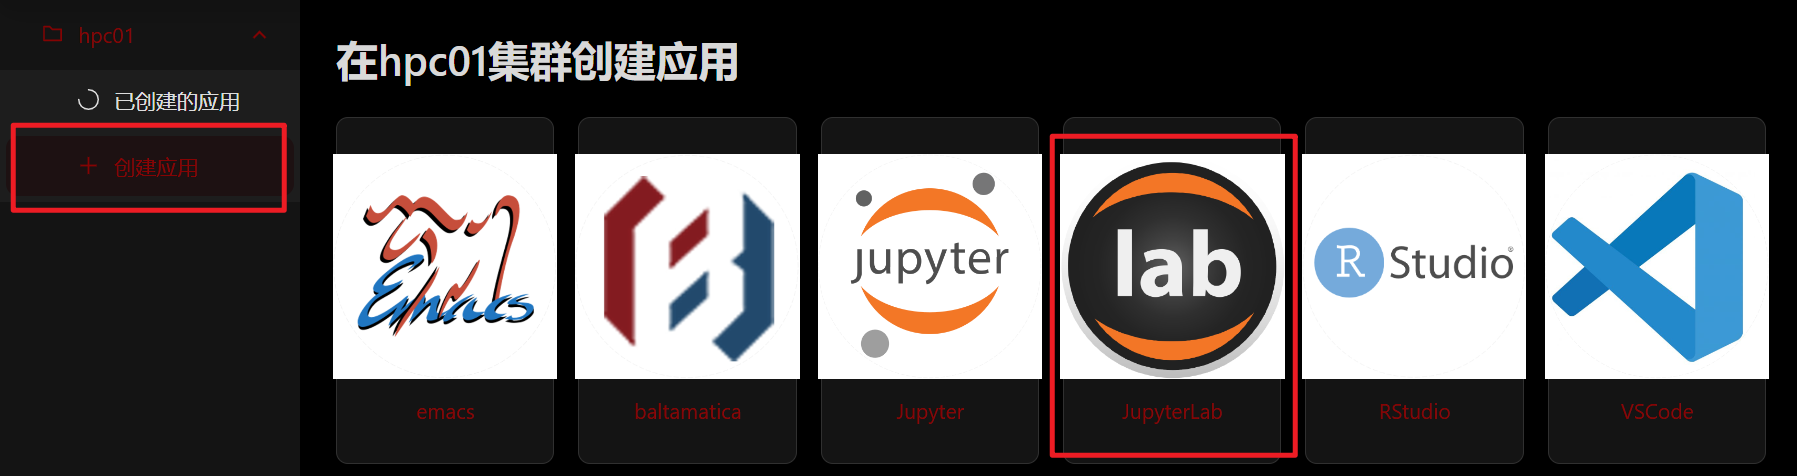 hpc01
已创建的应用
创建应用
在hpc01集群创建应用
Emacs
jupyter
lab
R Studio®
emacs
baltamatica
Jupyter
JupyterLab
RStudio
VSCode